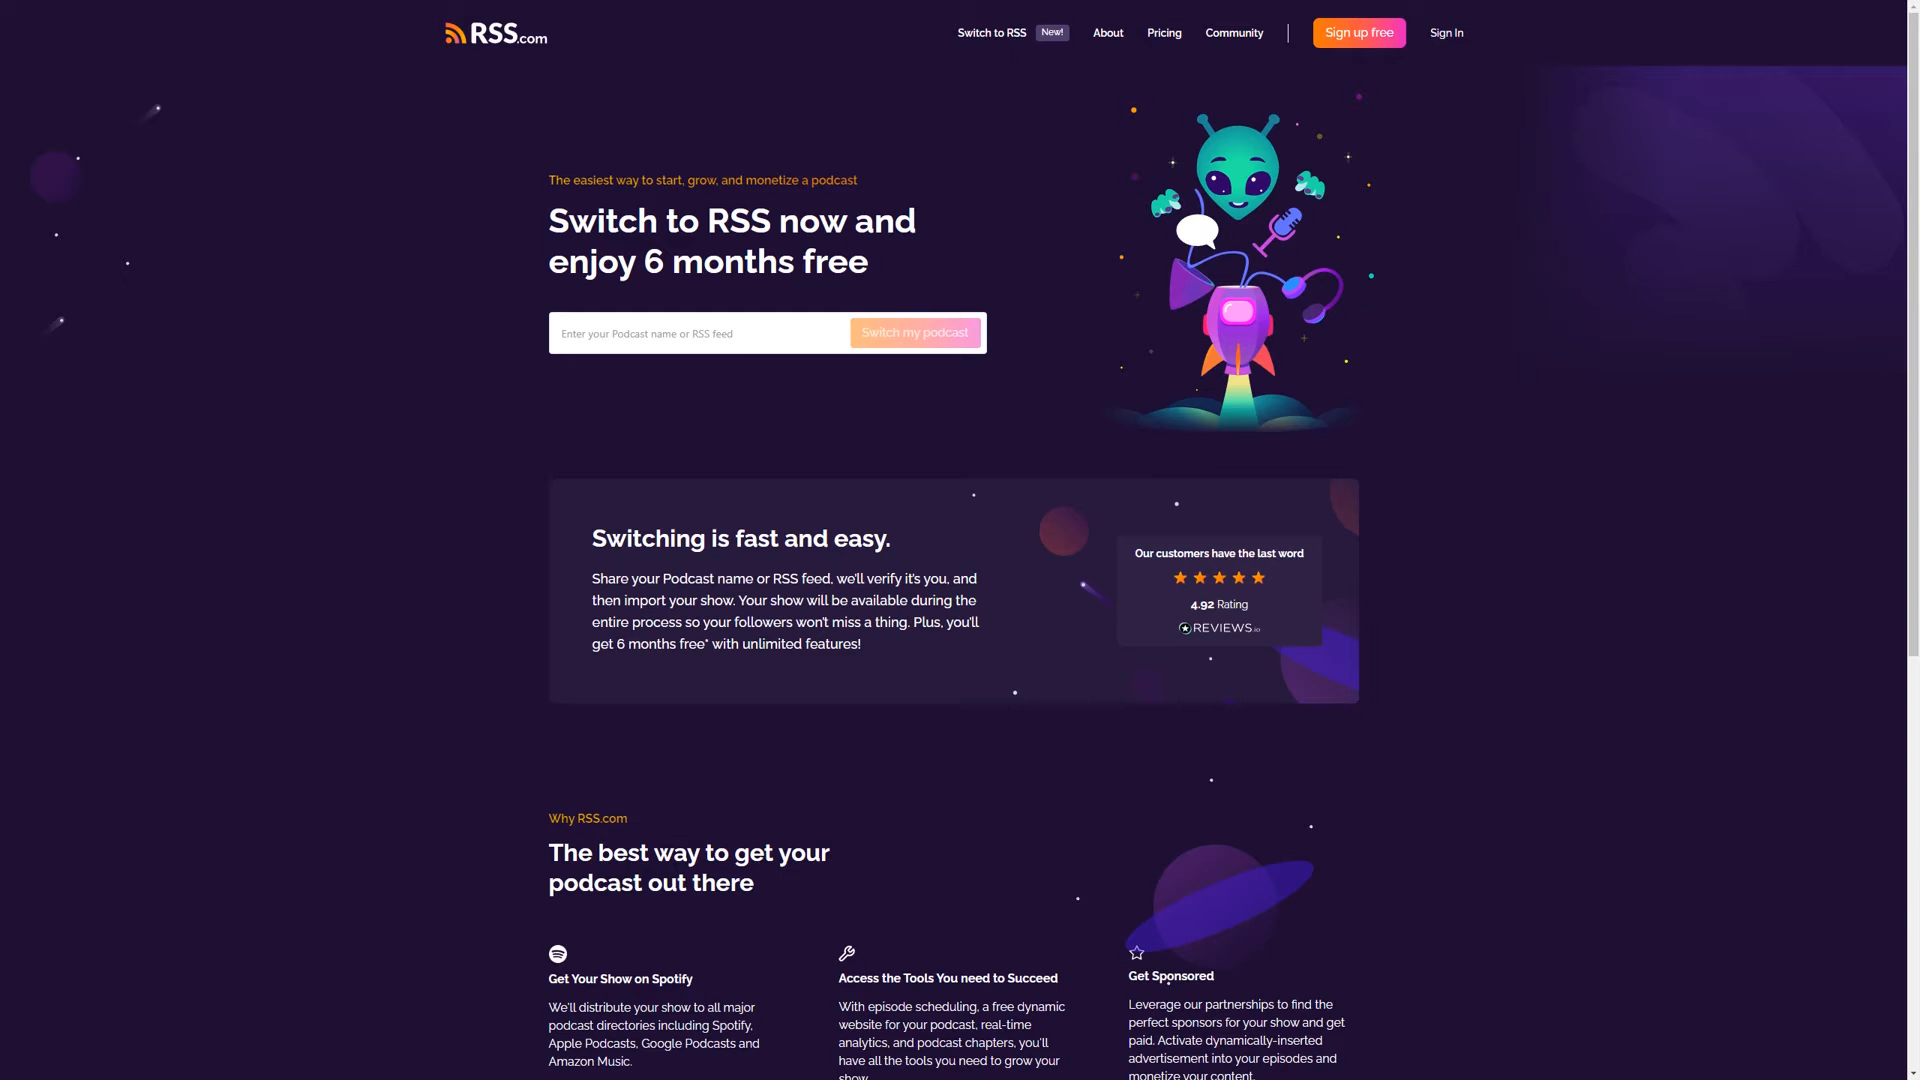 RSS.com
Switch to RSS New! About Pricing Community Sign up free Sign In
The easiest way to start, grow, and monetize a podcast
Switch to RSS now and
enjoy 6 months free
Enter your Podcast name or RSS feed Switch my podcast
Switching is fast and easy.
Share your Podcast name or RSS feed, we'll verify it's you, and
then import your show. Your show will be available during the
entire process so your followers won't miss a thing. Plus, you'll
get 6 months free* with unlimited features!
Our customers have the last word
4.92 Rating
REVIEWS.io
Why RSS.com
The best way to get your
podcast out there
Get Your Show on Spotify
We'll distribute your show to all major
podcast directories including Spotify,
Apple Podcasts, Google Podcasts and
Amazon Music.
Access the Tools You need to Succeed
With episode scheduling, a free dynamic
website for your podcast, real-time
analytics, and podcast chapters, you'll
have all the tools you need to grow your
show.
Get Sponsored
Leverage our partnerships to find the
perfect sponsors for your show and get
paid. Activate dynamically-inserted
advertisement into your episodes and
monetize your content.